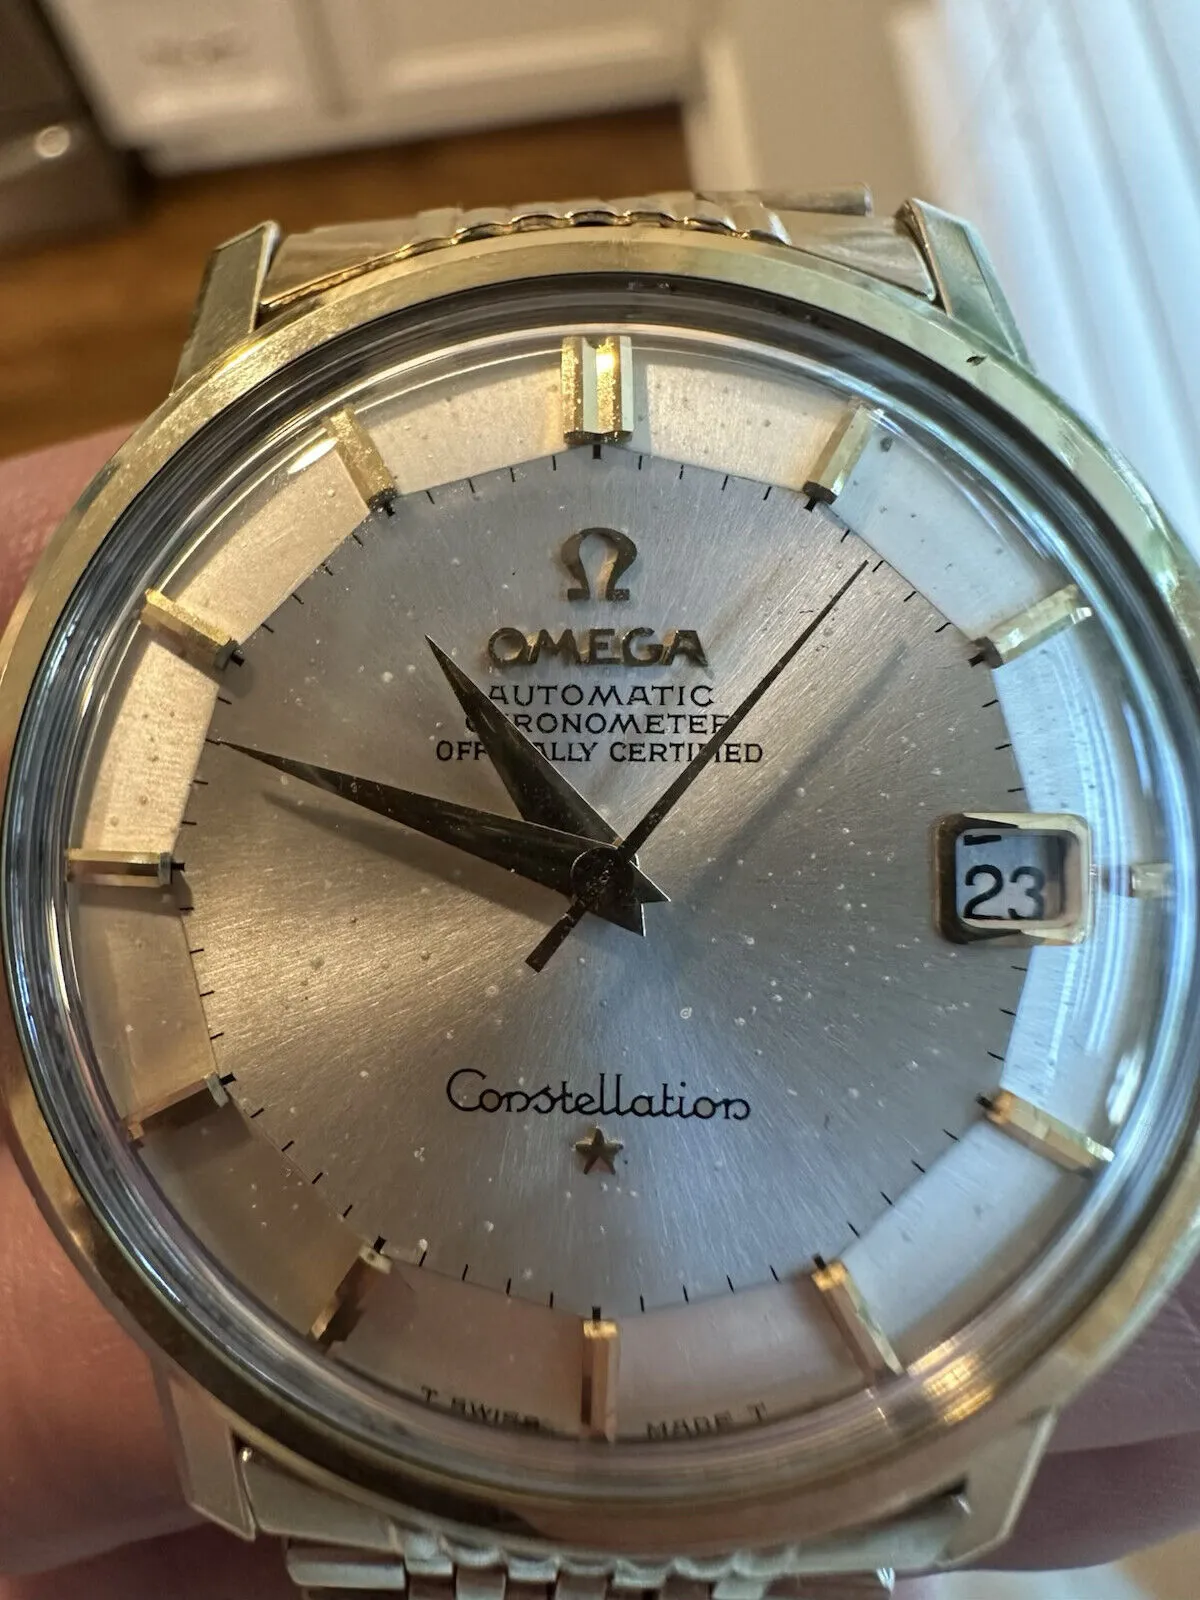 Ω
OMEGA
AUTOMATIC
CHRONOMETER
OFFICIALLY CERTIFIED
23
Constellation
T SWISS MADE T